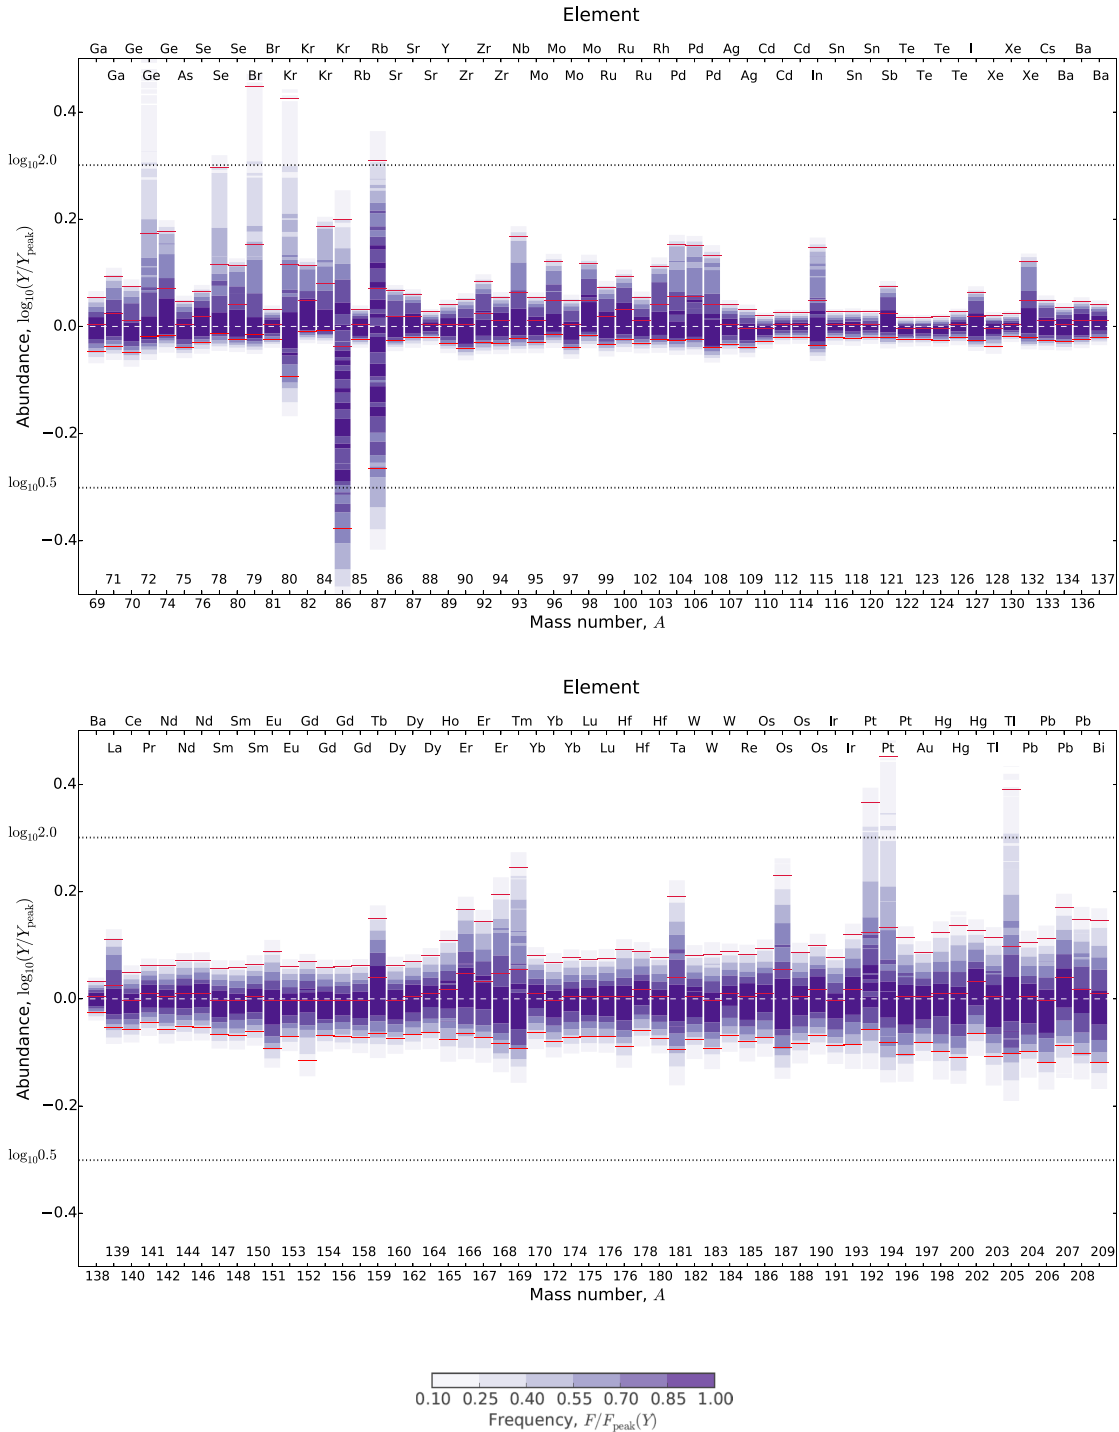 Element
Ga Ge Ge Se Se Br Kr Kr Rb Sr Y Zr Nb Mo Mo Ru Rh Pd Ag Cd Cd Sn Sn Te Te I Xe Cs Ba
Ga Ge As Se Br Kr Kr Rb Sr Sr Zr Zr Mo Mo Ru Ru Pd Pd Ag Cd In Sn Sb Te Te Xe Xe Ba Ba
0.4
log₁₀2.0
0.2
0.0
−0.2
log₁₀0.5
−0.4
Abundance, log₁₀(Y/Y_peak)
71 72 75 78 79 80 84 85 86 88 90 94 95 97 99 102 104 108 109 112 115 118 121 123 126 128 132 134 137
69 70 74 76 80 81 82 86 87 88 89 92 93 96 98 100 103 106 107 110 114 116 120 122 124 127 130 133 136
Mass number, A
Element
Ba Ce Nd Nd Sm Eu Gd Gd Tb Dy Ho Er Tm Yb Lu Hf Hf W W Os Os Ir Pt Pt Hg Hg Tl Pb Pb
La Pr Nd Sm Sm Eu Gd Gd Dy Dy Er Er Yb Yb Lu Hf Ta W Re Os Os Ir Pt Au Hg Tl Pb Pb Bi
0.4
log₁₀2.0
0.2
0.0
−0.2
log₁₀0.5
−0.4
Abundance, log₁₀(Y/Y_peak)
139 141 144 147 150 153 154 158 160 164 166 168 170 174 176 178 181 183 185 187 190 193 194 197 200 203 204 207 209
138 140 142 146 148 151 152 156 159 162 165 167 169 172 175 176 180 182 184 186 188 191 192 196 198 202 205 206 208
Mass number, A
0.10 0.25 0.40 0.55 0.70 0.85 1.00
Frequency, F/F_peak(Y)